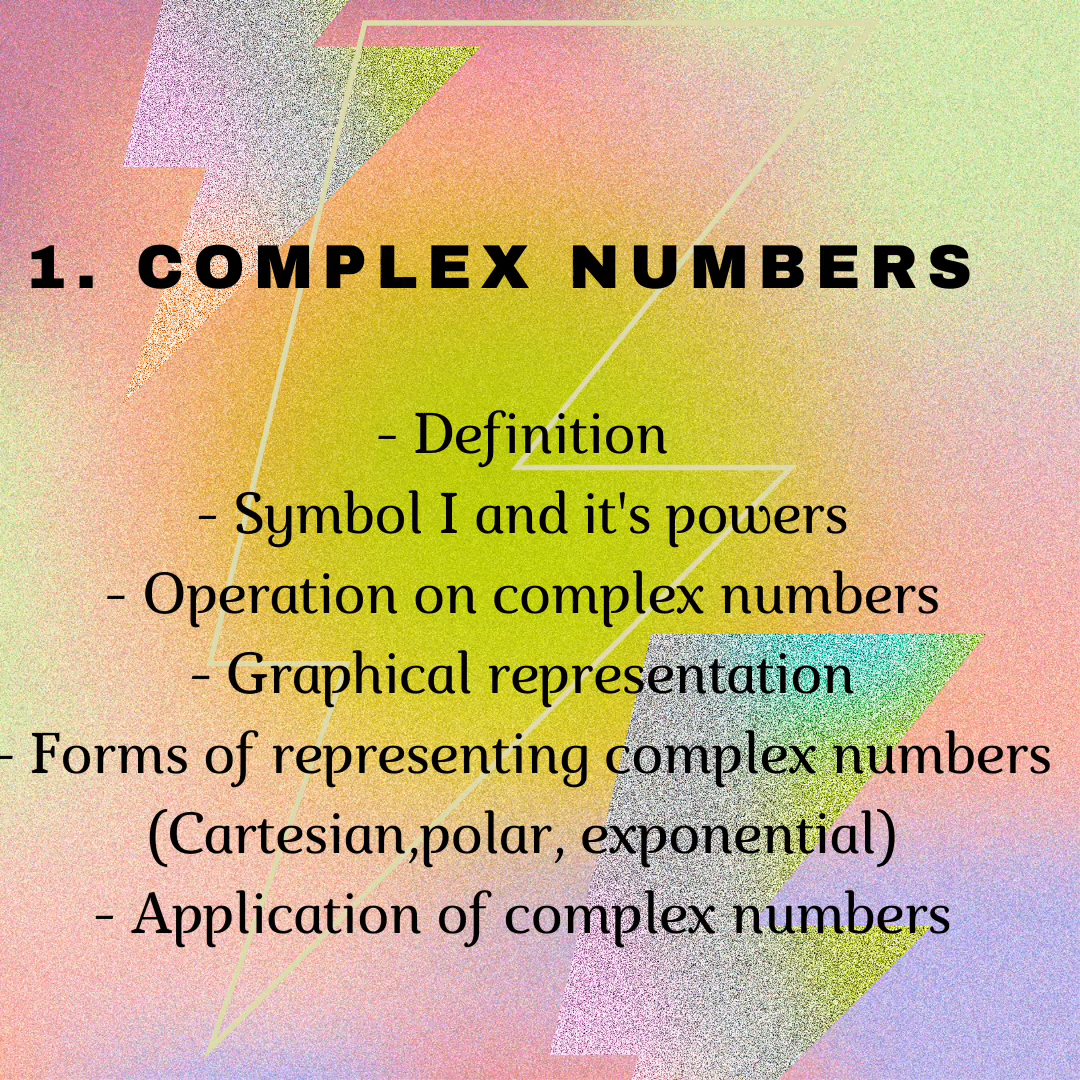 1. COMPLEX NUMBERS
- Definition
- Symbol I and it's powers
- Operation on complex numbers
- Graphical representation
- Forms of representing complex numbers
(Cartesian,polar, exponential)
- Application of complex numbers